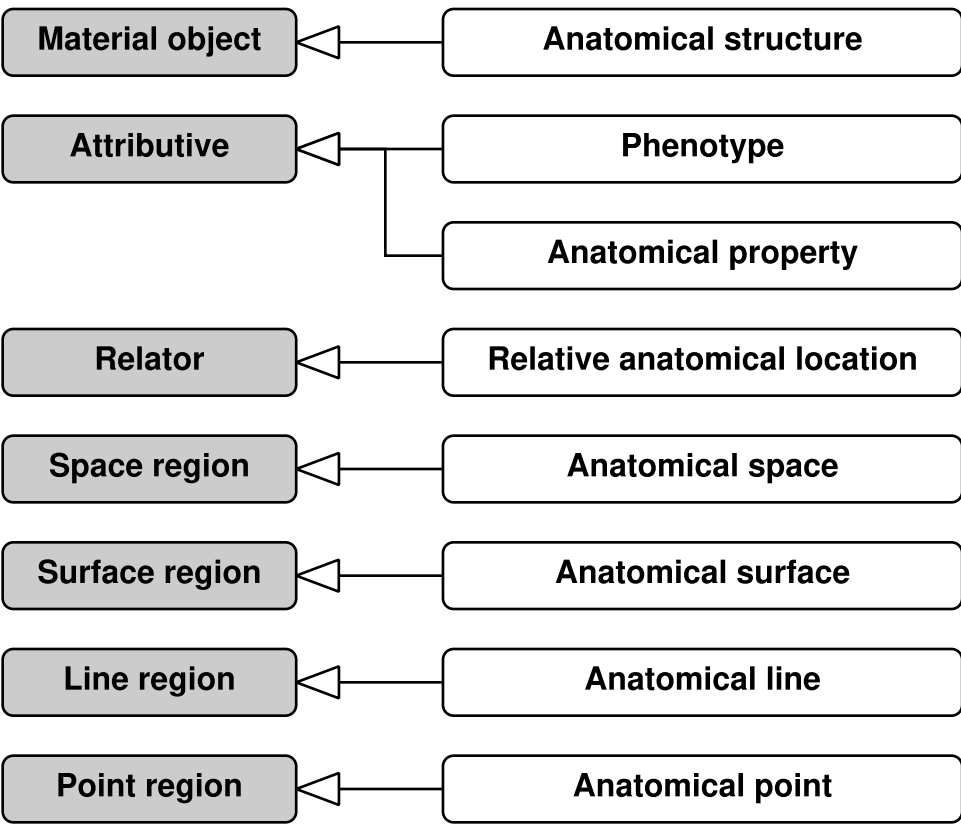 Material object
Anatomical structure
Attributive
Phenotype
Anatomical property
Relator
Relative anatomical location
Space region
Anatomical space
Surface region
Anatomical surface
Line region
Anatomical line
Point region
Anatomical point